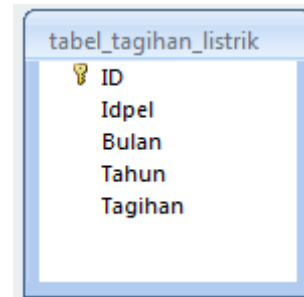 tabel_tagihan_listrik
ID
Idpel
Bulan
Tahun
Tagihan